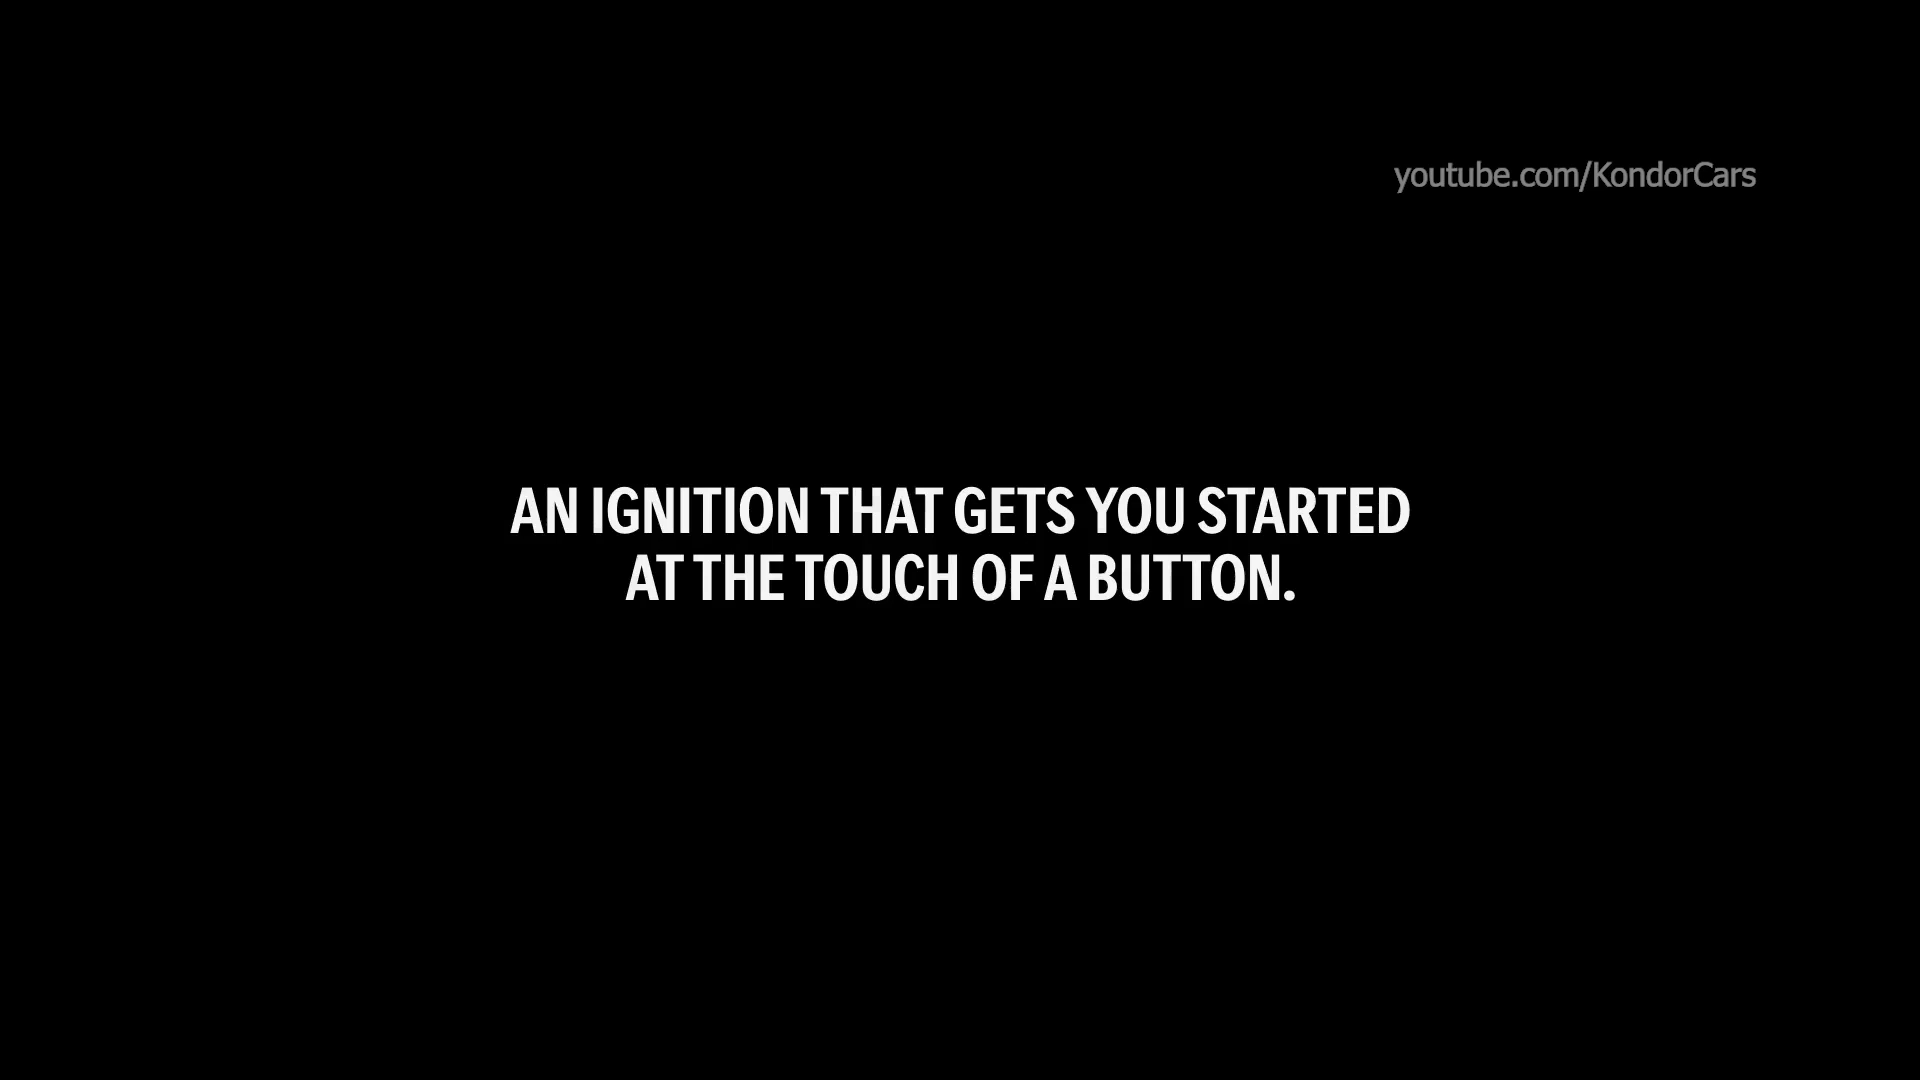 youtube.com/KondorCars
AN IGNITION THAT GETS YOU STARTED
AT THE TOUCH OF A BUTTON.